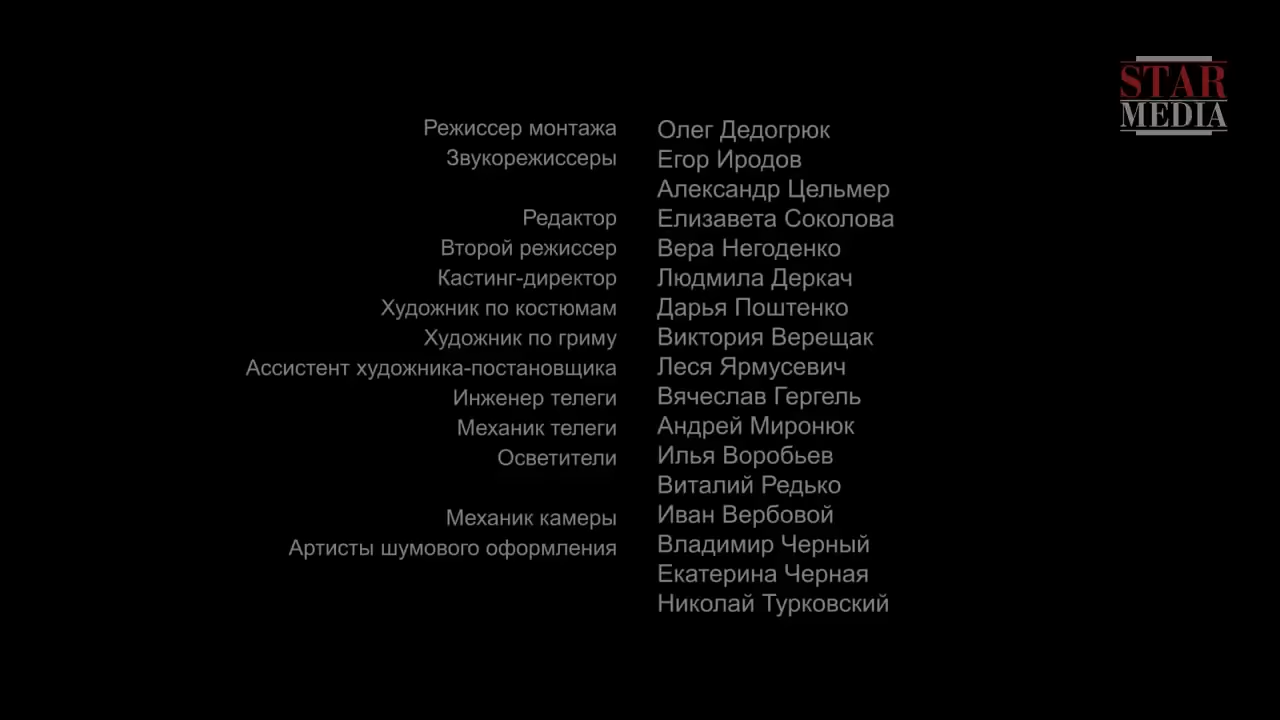 STAR
MEDIA
Режиссер монтажа Олег Дедогрюк
Звукорежиссеры Егор Иродов
Александр Цельмер
Редактор Елизавета Соколова
Второй режиссер Вера Негоденко
Кастинг-директор Людмила Деркач
Художник по костюмам Дарья Поштенко
Художник по гриму Виктория Верещак
Ассистент художника-постановщика Леся Ярмусевич
Инженер телеги Вячеслав Гергель
Механик телеги Андрей Миронюк
Осветители Илья Воробьев
Виталий Редько
Механик камеры Иван Вербовой
Артисты шумового оформления Владимир Черный
Екатерина Черная
Николай Турковский